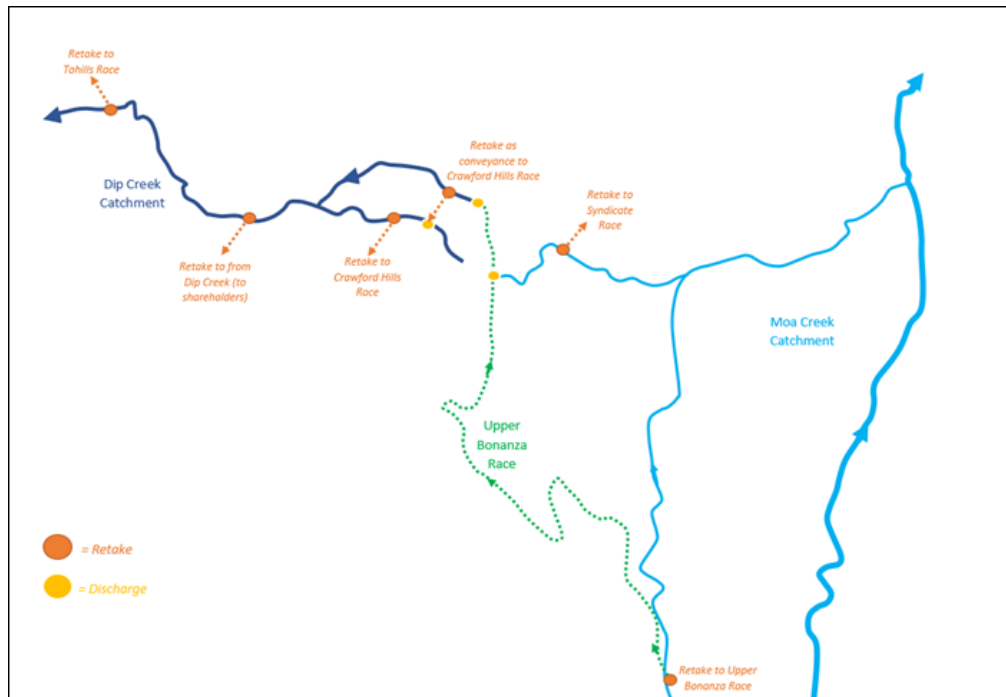 Retake to
Tohills Race
Dip Creek
Catchment
Retake as
conveyance to
Crawford Hills Race
Retake to
Syndicate
Race
Retake to from
Dip Creek (to
shareholders)
Retake to
Crawford Hills
Race
Moa Creek
Catchment
Upper
Bonanza
Race
= Retake
= Discharge
Retake to Upper
Bonanza Race